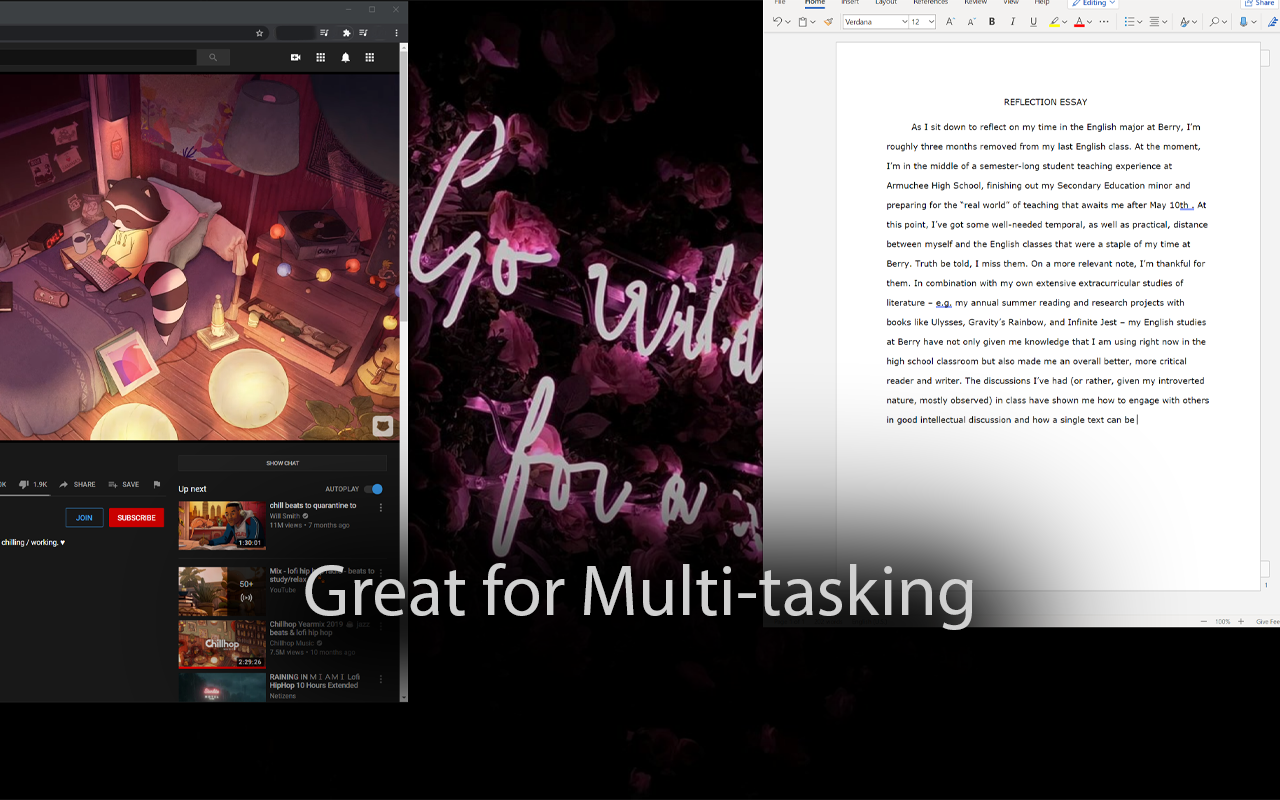 SHOW CHAT
1.9K
SHARE
SAVE
Up next
AUTOPLAY
JOIN
SUBSCRIBE
chilling / working. ♥
chill beats to quarantine to
Will Smith
11M views • 7 months ago
1:30:01
50+
Mix - lofi hip
beats to
study/relax
YouTube
Chillhop
2:29:26
Chillhop Yearmix 2019
jazz
beats & lofi hip hop
Chillhop Music
7.5M views • 10 months ago
RAINING IN M I A M I Lofi
HipHop 10 Hours Extended
Netizens
Go wild
for a
Great for Multi-tasking
File
Home
Insert
Layout
References
Review
View
Help
Editing
Share
Verdana
12
REFLECTION ESSAY
As I sit down to reflect on my time in the English major at Berry, I'm
roughly three months removed from my last English class. At the moment,
I'm in the middle of a semester-long student teaching experience at
Armuchee High School, finishing out my Secondary Education minor and
preparing for the "real world" of teaching that awaits me after May 10th . At
this point, I've got some well-needed temporal, as well as practical, distance
between myself and the English classes that were a staple of my time at
Berry. Truth be told, I miss them. On a more relevant note, I'm thankful for
them. In combination with my own extensive extracurricular studies of
literature – e.g. my annual summer reading and research projects with
books like Ulysses, Gravity's Rainbow, and Infinite Jest – my English studies
at Berry have not only given me knowledge that I am using right now in the
high school classroom but also made me an overall better, more critical
reader and writer. The discussions I've had (or rather, given my introverted
nature, mostly observed) in class have shown me how to engage with others
in good intellectual discussion and how a single text can be
1
100%
Give Fee